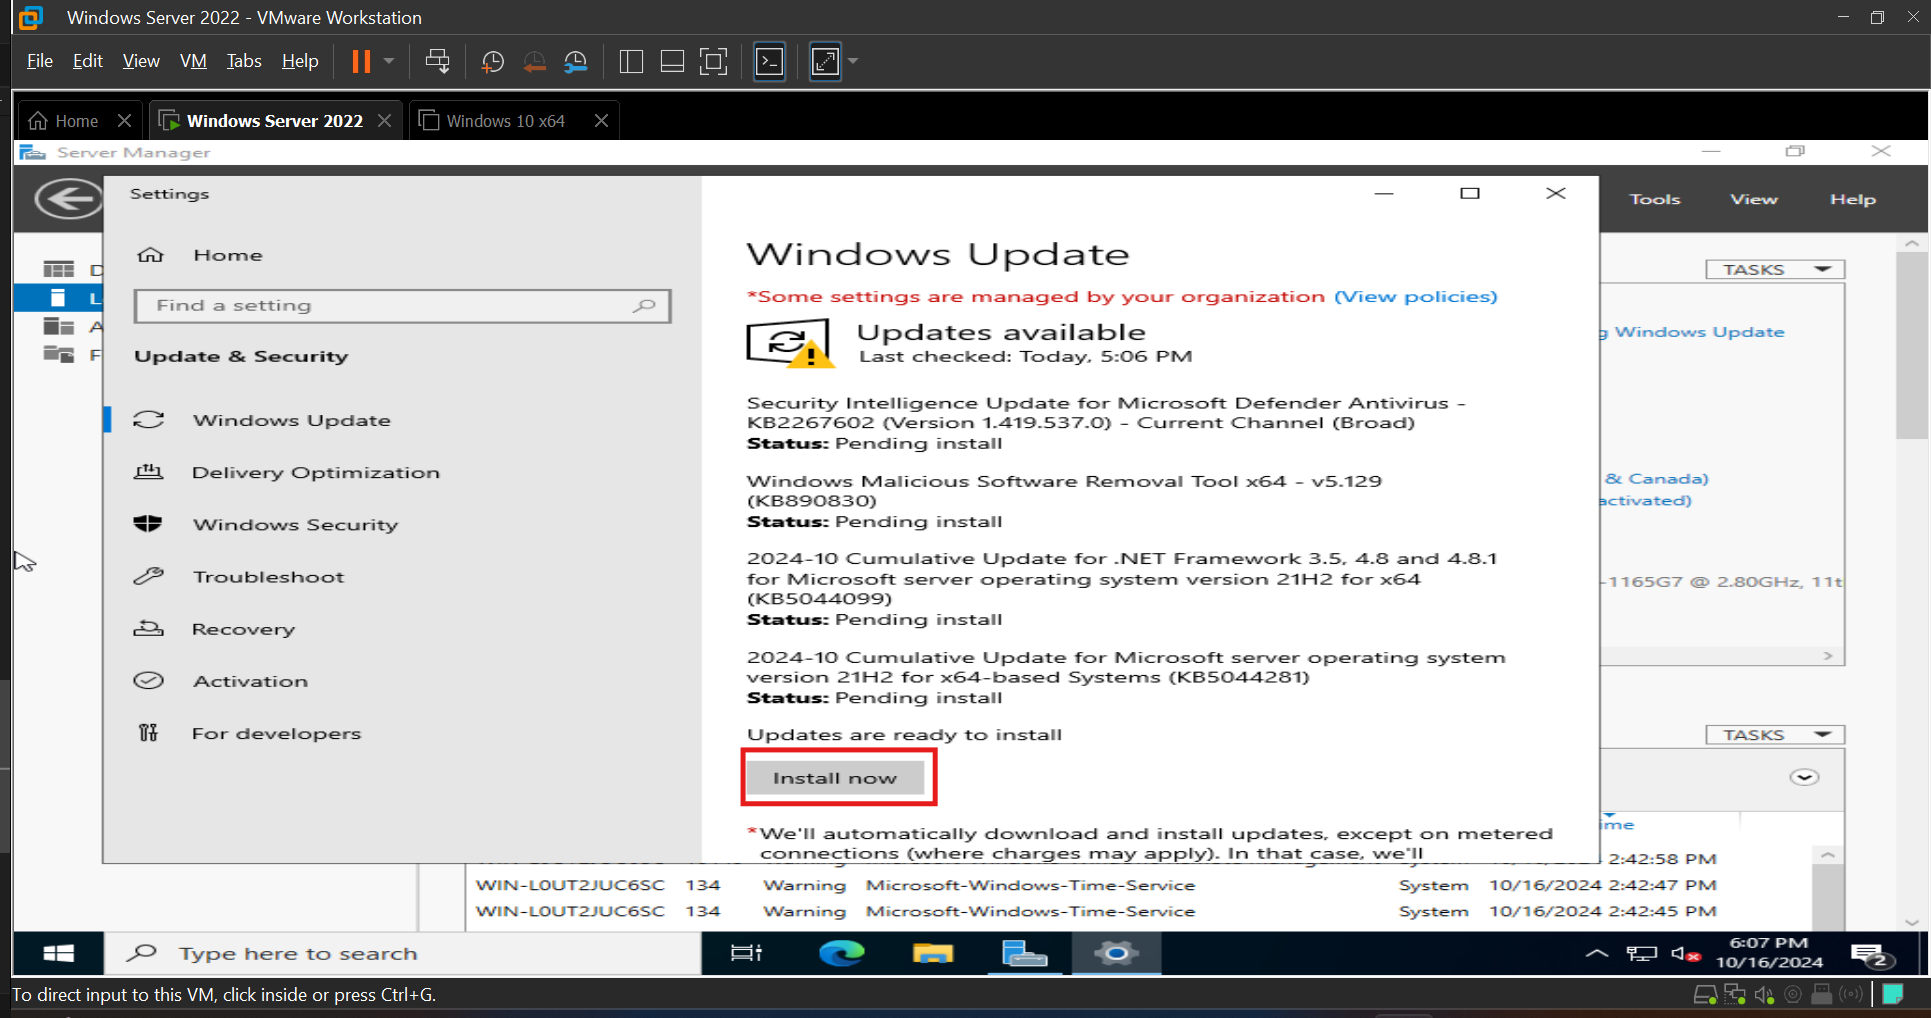 Windows Server 2022 - VMware Workstation
File Edit View VM Tabs Help
Home
Windows Server 2022
Windows 10 x64
Server Manager
Tools View Help
Settings
Home
Find a setting
Update & Security
Windows Update
Delivery Optimization
Windows Security
Troubleshoot
Recovery
Activation
For developers
Windows Update
*Some settings are managed by your organization (View policies)
Updates available
Last checked: Today, 5:06 PM
Security Intelligence Update for Microsoft Defender Antivirus -
KB2267602 (Version 1.419.537.0) - Current Channel (Broad)
Status: Pending install
Windows Malicious Software Removal Tool x64 - v5.129
(KB890830)
Status: Pending install
2024-10 Cumulative Update for .NET Framework 3.5, 4.8 and 4.8.1
for Microsoft server operating system version 21H2 for x64
(KB5044099)
Status: Pending install
2024-10 Cumulative Update for Microsoft server operating system
version 21H2 for x64-based Systems (KB5044281)
Status: Pending install
Updates are ready to install
Install now
*We'll automatically download and install updates, except on metered
connections (where charges may apply). In that case, we'll
TASKS
g Windows Update
& Canada)
activated)
-1165G7 @ 2.80GHz, 11t
TASKS
ime
2:42:58 PM
WIN-L0UT2JUC6SC 134 Warning Microsoft-Windows-Time-Service System 10/16/2024 2:42:47 PM
WIN-L0UT2JUC6SC 134 Warning Microsoft-Windows-Time-Service System 10/16/2024 2:42:45 PM
Type here to search
6:07 PM
10/16/2024
2
To direct input to this VM, click inside or press Ctrl+G.